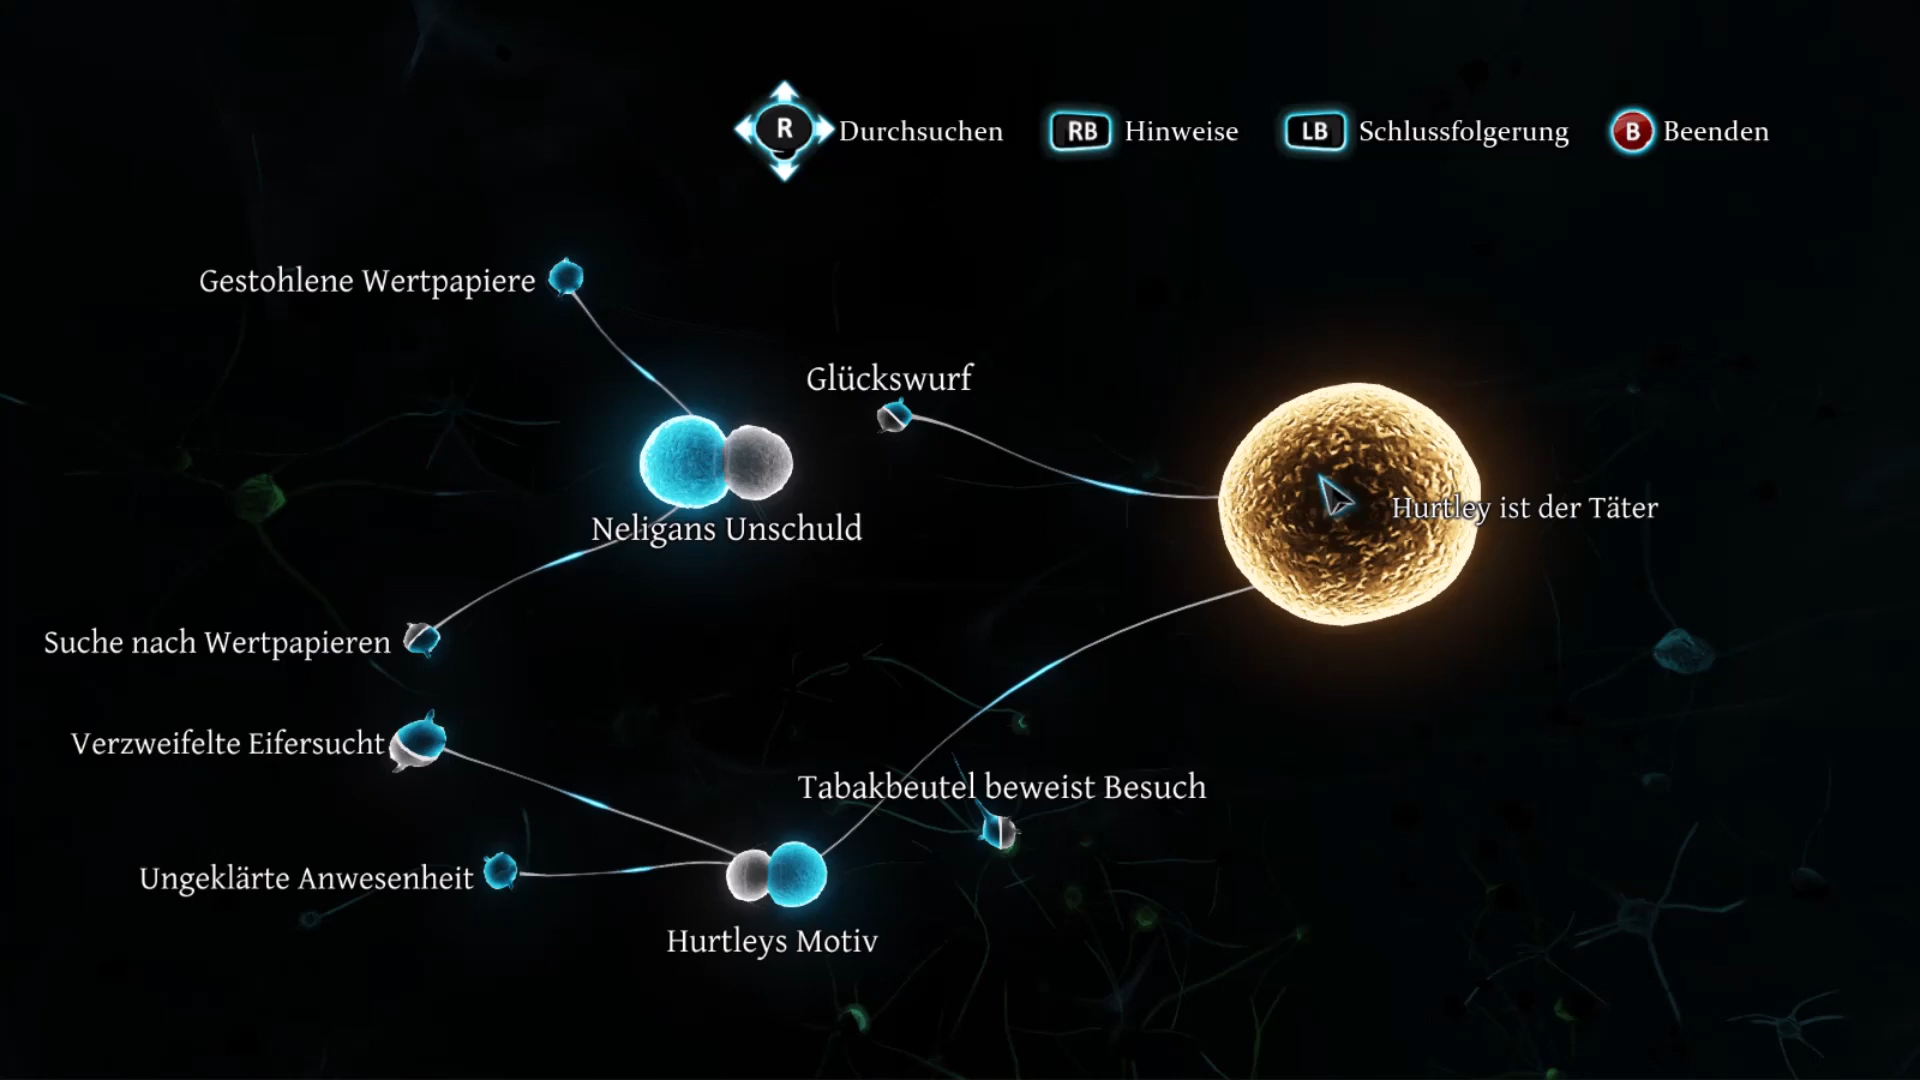 R Durchsuchen RB Hinweise LB Schlussfolgerung B Beenden
Gestohlene Wertpapiere
Glückswurf
Hurtley ist der Täter
Neligans Unschuld
Suche nach Wertpapieren
Verzweifelte Eifersucht
Tabakbeutel beweist Besuch
Ungeklärte Anwesenheit
Hurtleys Motiv